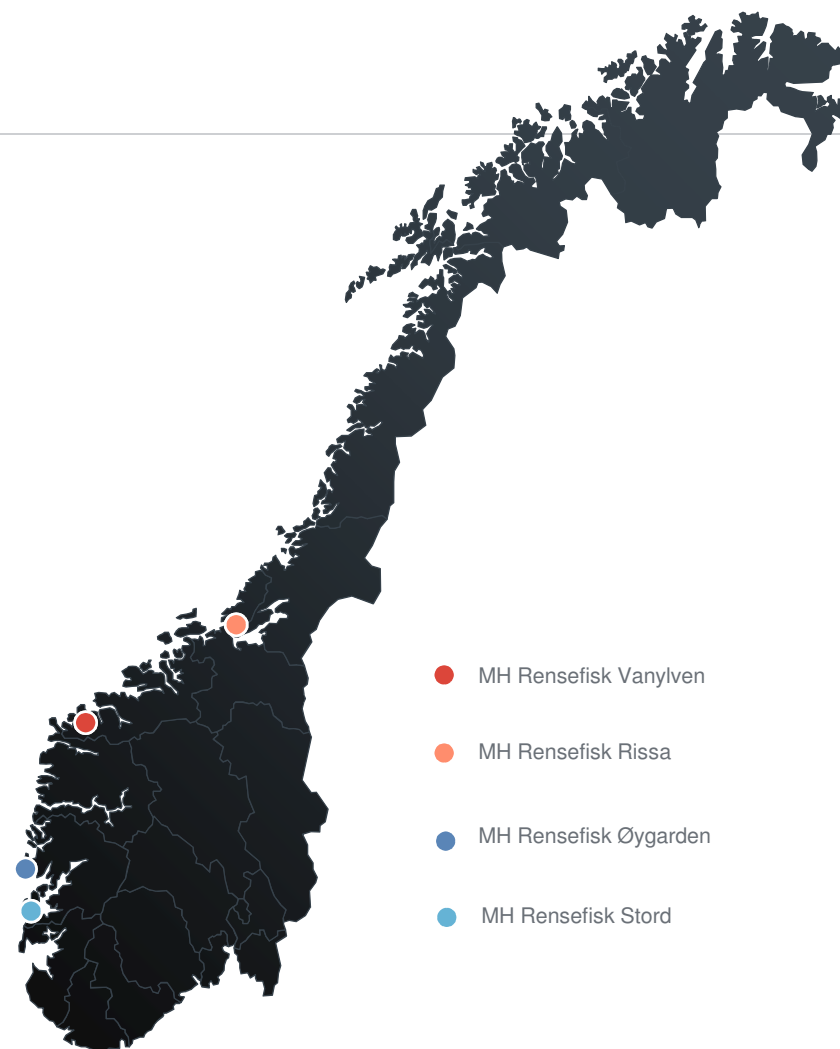 MH Rensefisk Vanylven
MH Rensefisk Rissa
MH Rensefisk Øygarden
MH Rensefisk Stord